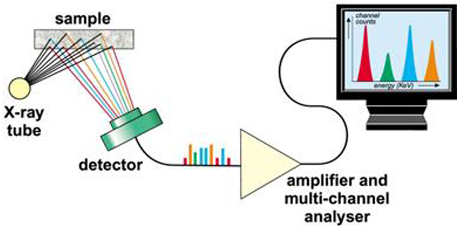 sample
X-ray
tube
detector
amplifier and
multi-channel
analyser
channel
counts
energy (KeV)